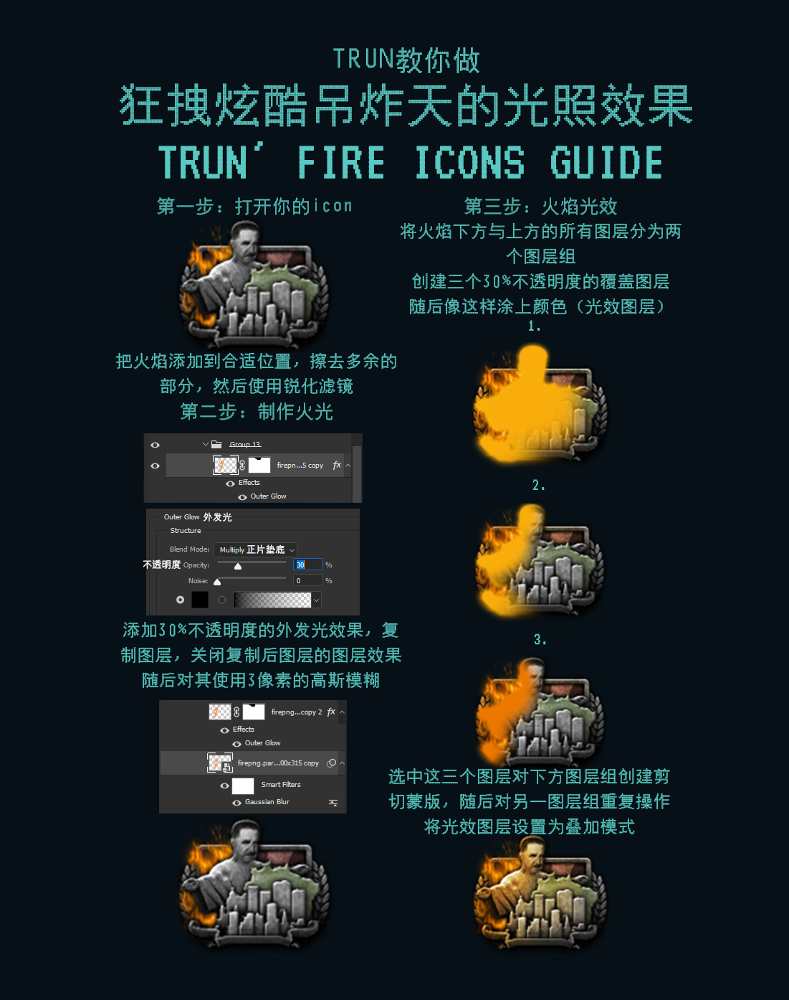 TRUN教你做
狂拽炫酷吊炸天的光照效果
TRUN' FIRE ICONS GUIDE
第一步：打开你的icon
把火焰添加到合适位置，擦去多余的
部分，然后使用锐化滤镜
第二步：制作火光
Group 13
firepn...5 copy fx
Effects
Outer Glow
Outer Glow 外发光
Structure
Blend Mode: Multiply 正片垫底
不透明度 Opacity: 30 %
Noise: 0 %
添加30%不透明度的外发光效果，复
制图层，关闭复制后图层的图层效果
随后对其使用3像素的高斯模糊
firepng...copy 2 fx
Effects
Outer Glow
firepng.par...00x315 copy
Smart Filters
Gaussian Blur
第三步：火焰光效
将火焰下方与上方的所有图层分为两
个图层组
创建三个30%不透明度的覆盖图层
随后像这样涂上颜色（光效图层）
1.
2.
3.
选中这三个图层对下方图层组创建剪
切蒙版，随后对另一图层组重复操作
将光效图层设置为叠加模式